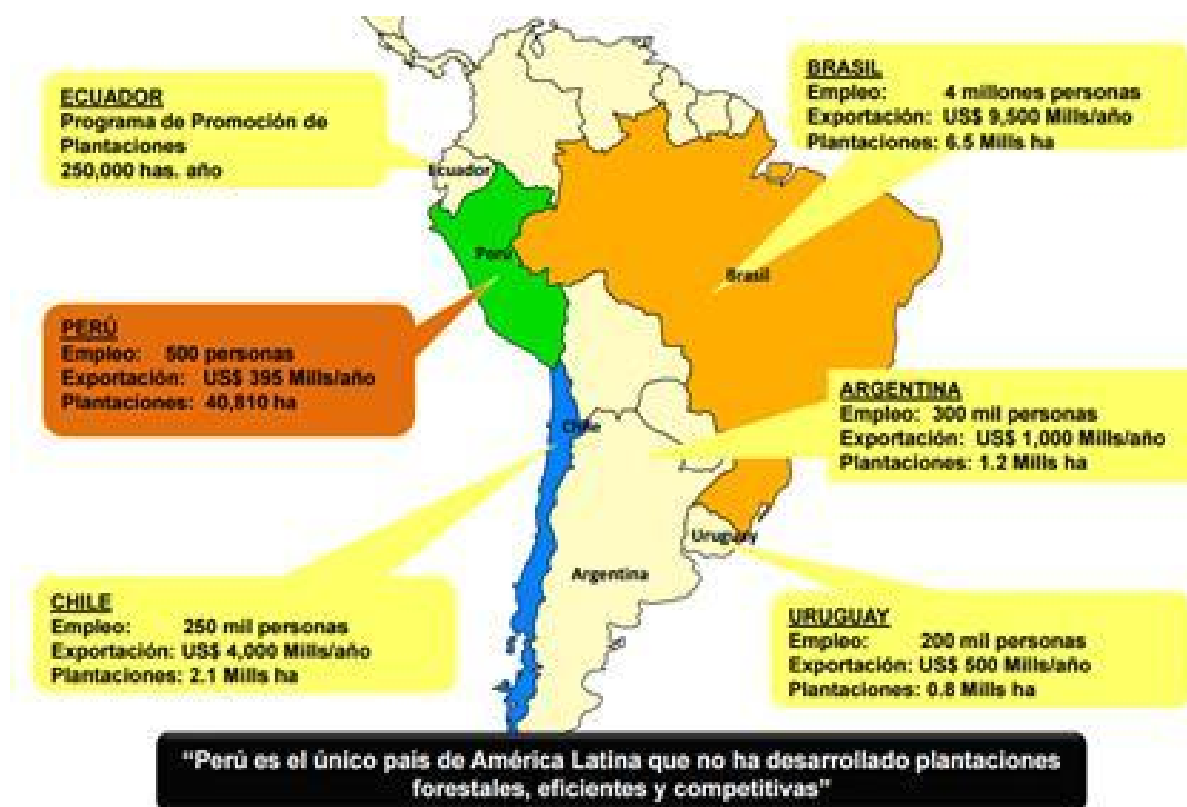 ECUADOR
Programa de Promoción de
Plantaciones
250,000 has. año
BRASIL
Empleo: 4 millones personas
Exportación: US$ 9,500 Mills/año
Plantaciones: 6.5 Mills ha
Ecuador
Perú
Brasil
PERÚ
Empleo: 500 personas
Exportación: US$ 395 Mills/año
Plantaciones: 40,810 ha
ARGENTINA
Empleo: 300 mil personas
Exportación: US$ 1,000 Mills/año
Plantaciones: 1.2 Mills ha
Chile
Uruguay
Argentina
CHILE
Empleo: 250 mil personas
Exportación: US$ 4,000 Mills/año
Plantaciones: 2.1 Mills ha
URUGUAY
Empleo: 200 mil personas
Exportación: US$ 500 Mills/año
Plantaciones: 0.8 Mills ha
“Perú es el único país de América Latina que no ha desarrollado plantaciones
forestales, eficientes y competitivas”